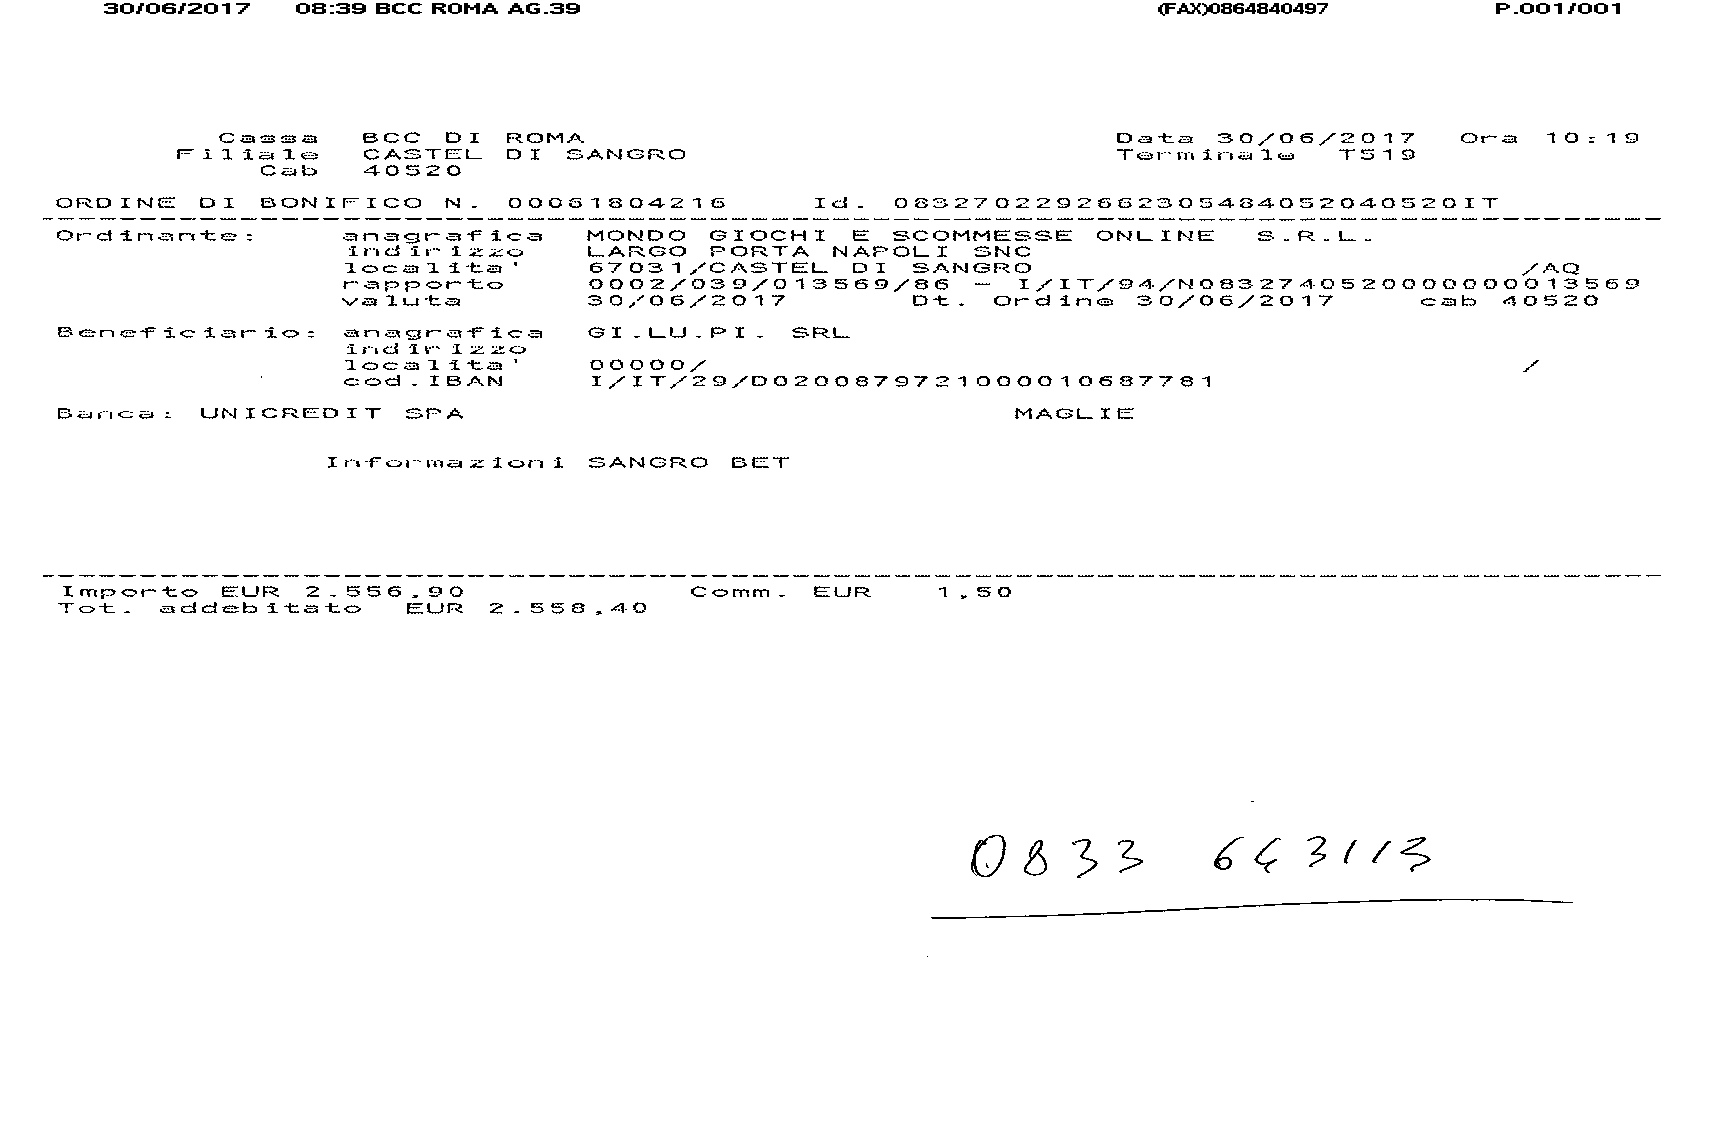 30/06/2017 08:39 BCC ROMA AG.39 (FAX)0864840497 P.001/001
Cassa BCC DI ROMA Data 30/06/2017 Ora 10:19
Filiale CASTEL DI SANGRO Terminale T519
Cab 40520
ORDINE DI BONIFICO N. 00061804216 Id. 0832702292662305484052040520IT
Ordinante: anagrafica MONDO GIOCHI E SCOMMESSE ONLINE S.R.L.
indirizzo LARGO PORTA NAPOLI SNC
localita' 67031/CASTEL DI SANGRO /AQ
rapporto 0002/039/013569/86 - I/IT/94/N0832740520000000013569
valuta 30/06/2017 Dt. Ordine 30/06/2017 cab 40520
Beneficiario: anagrafica GI.LU.PI. SRL
indirizzo
localita' 00000/ /
cod.IBAN I/IT/29/D0200879721000010687781
Banca: UNICREDIT SPA MAGLIE
Informazioni SANGRO BET
Importo EUR 2.556,90 Comm. EUR 1,50
Tot. addebitato EUR 2.558,40
0833 643113